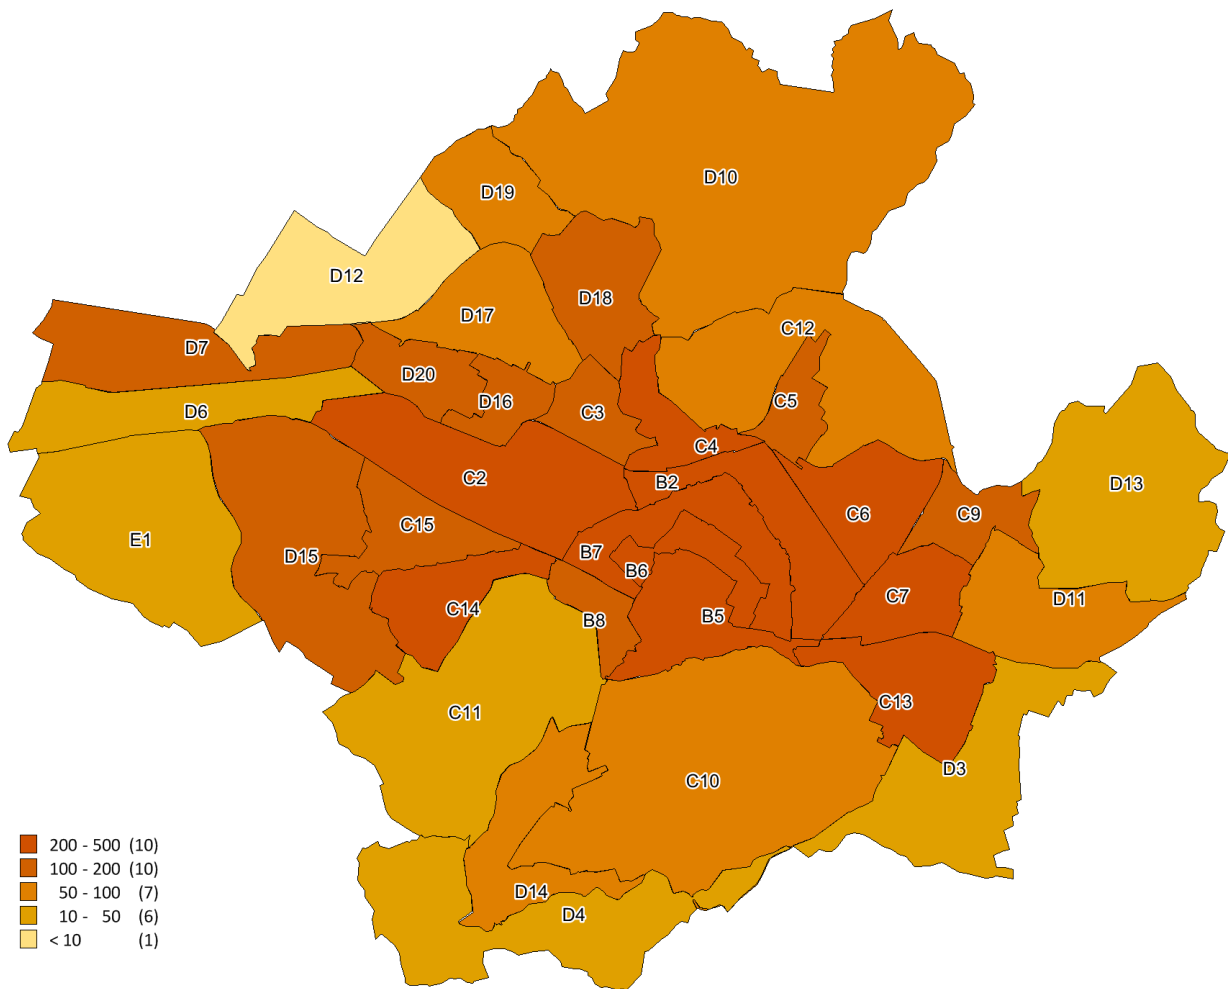 D10
D19
D12
D18
D17
C12
D7
D20
D16
C3
C5
D6
C4
C2
B2
D13
C6
C9
C15
E1
B7
D15
B6
C14
C7
D11
B5
B8
C13
C11
D3
C10
D14
D4
200 - 500 (10)
100 - 200 (10)
50 - 100 (7)
10 - 50 (6)
< 10 (1)